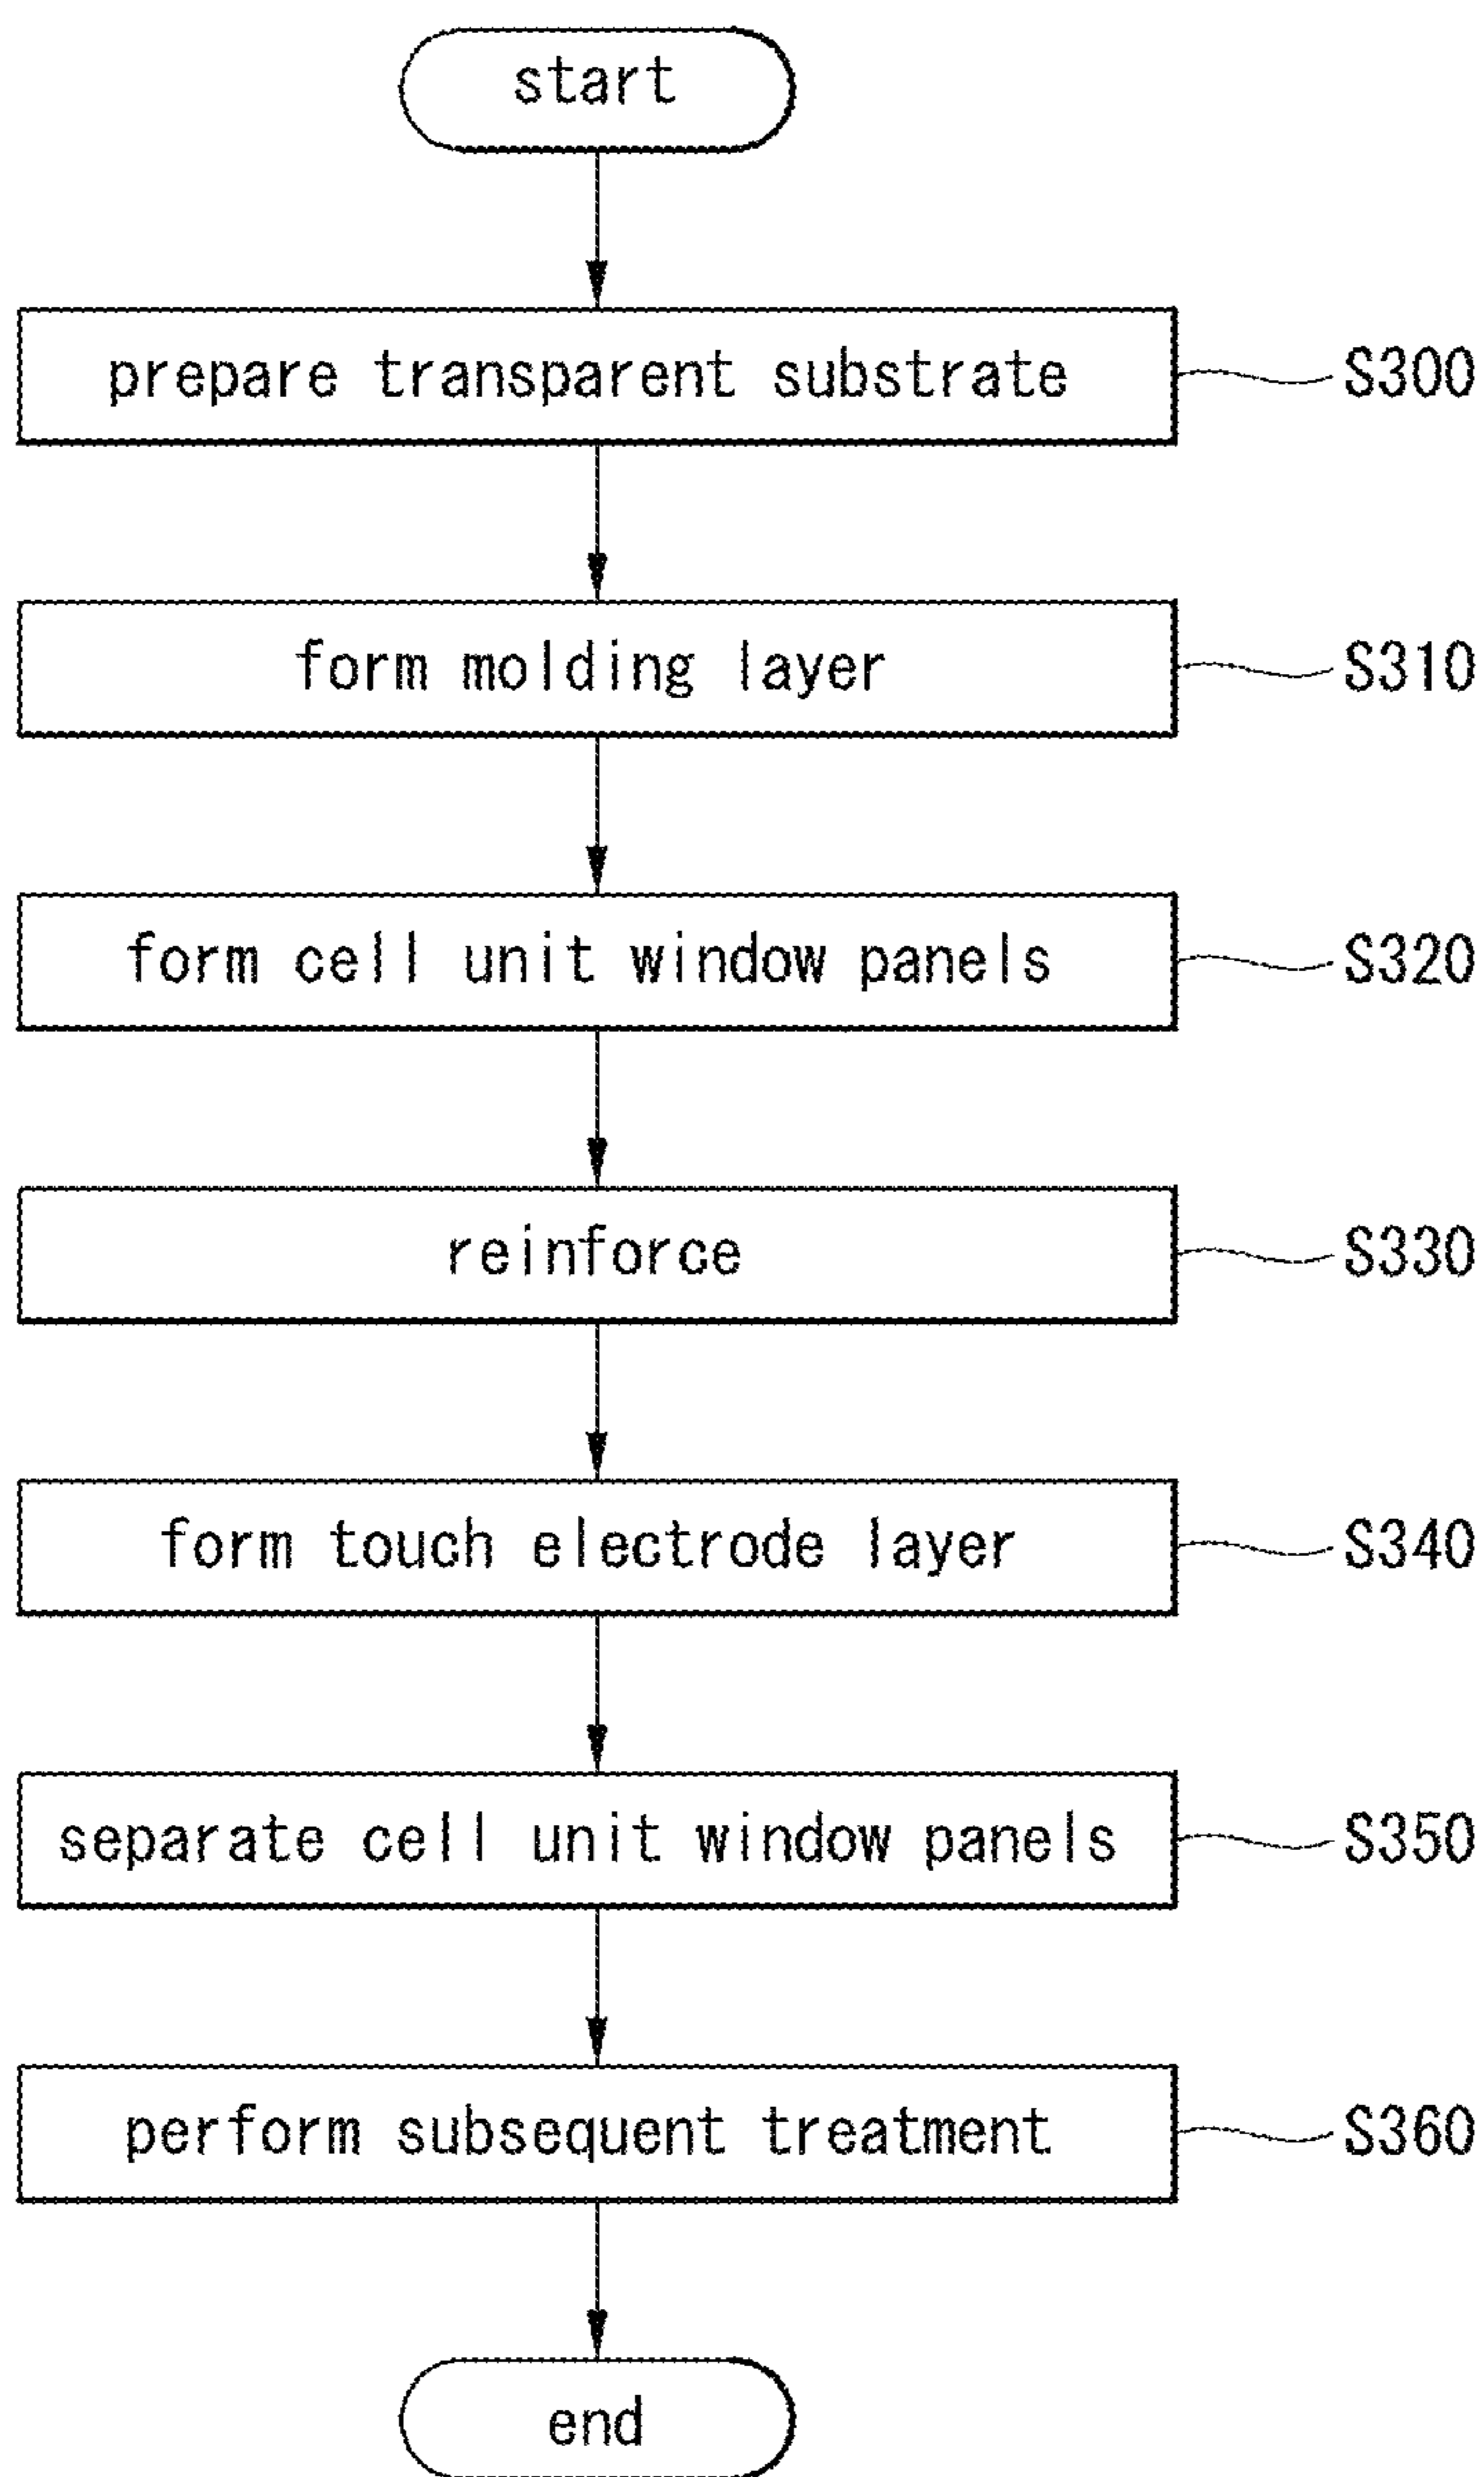 start
prepare transparent substrate S300
form molding layer S310
form cell unit window panels S320
reinforce S330
form touch electrode layer S340
separate cell unit window panels S350
perform subsequent treatment S360
end